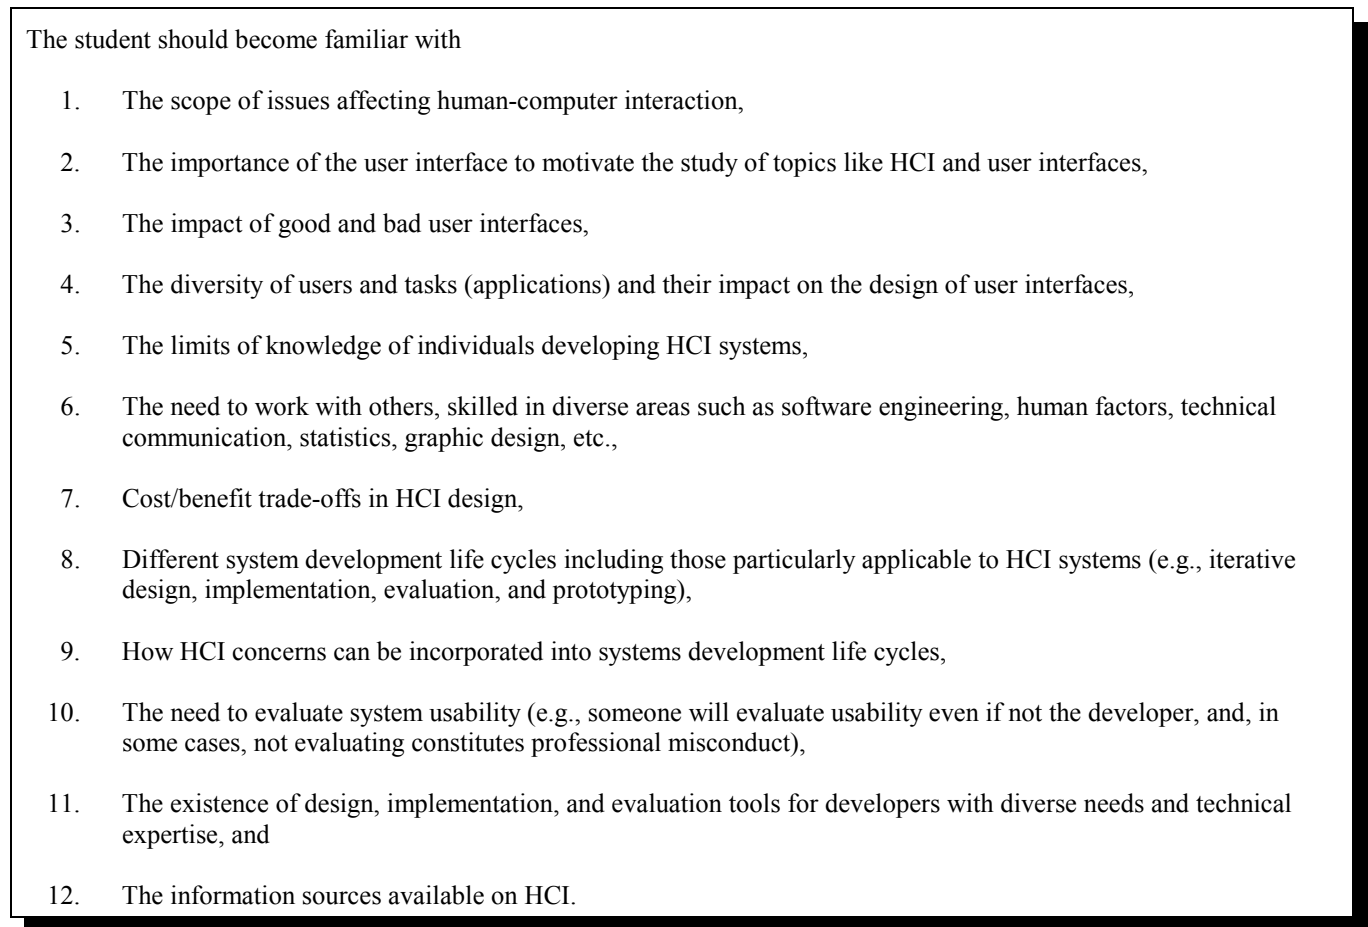 The student should become familiar with
1. The scope of issues affecting human-computer interaction,
2. The importance of the user interface to motivate the study of topics like HCI and user interfaces,
3. The impact of good and bad user interfaces,
4. The diversity of users and tasks (applications) and their impact on the design of user interfaces,
5. The limits of knowledge of individuals developing HCI systems,
6. The need to work with others, skilled in diverse areas such as software engineering, human factors, technical
communication, statistics, graphic design, etc.,
7. Cost/benefit trade-offs in HCI design,
8. Different system development life cycles including those particularly applicable to HCI systems (e.g., iterative
design, implementation, evaluation, and prototyping),
9. How HCI concerns can be incorporated into systems development life cycles,
10. The need to evaluate system usability (e.g., someone will evaluate usability even if not the developer, and, in
some cases, not evaluating constitutes professional misconduct),
11. The existence of design, implementation, and evaluation tools for developers with diverse needs and technical
expertise, and
12. The information sources available on HCI.